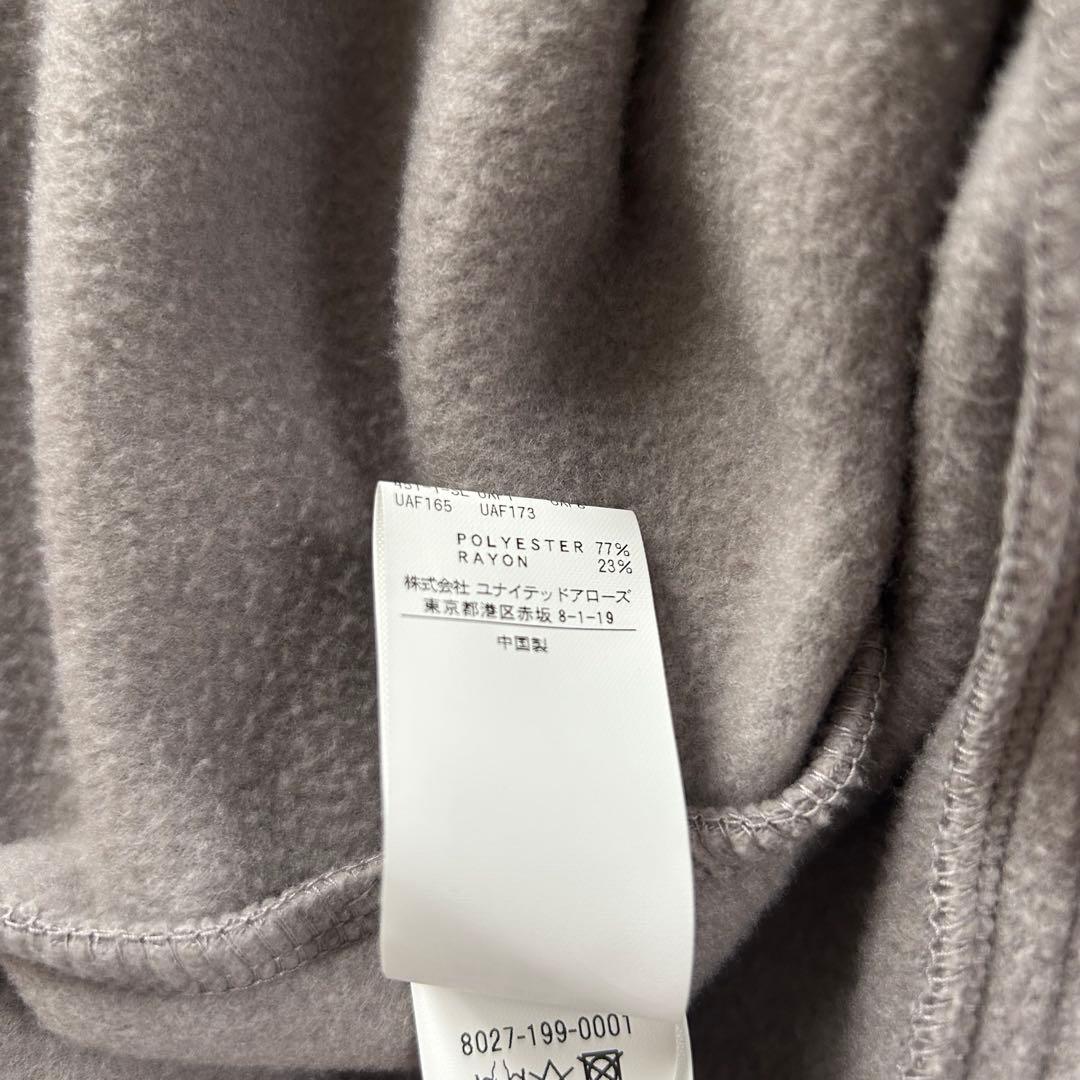 UAF165 UAF173
POLYESTER 77%
RAYON 23%
株式会社 ユナイテッドアローズ
東京都港区赤坂 8-1-19
中国製
8027-199-0001